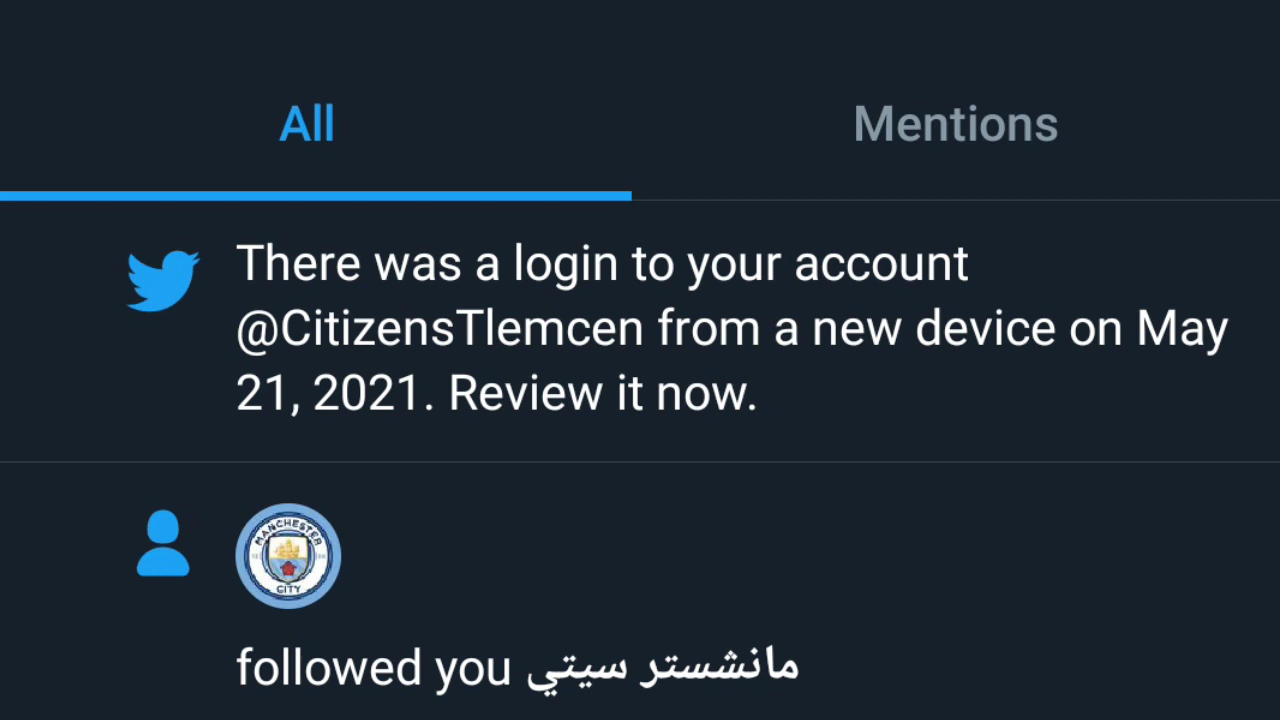 All
Mentions
There was a login to your account
@CitizensTlemcen from a new device on May
21, 2021. Review it now.
MANCHESTER
CITY
followed you مانشستر سيتي